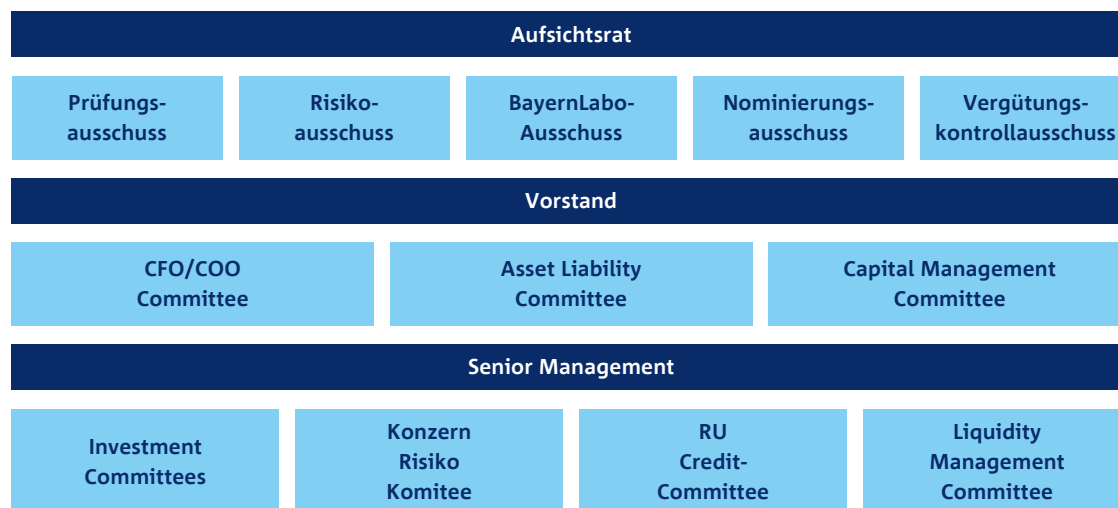 Aufsichtsrat
Prüfungs-
ausschuss
Risiko-
ausschuss
BayernLabo-
Ausschuss
Nominierungs-
ausschuss
Vergütungs-
kontrollausschuss
Vorstand
CFO/COO
Committee
Asset Liability
Committee
Capital Management
Committee
Senior Management
Investment
Committees
Konzern
Risiko
Komitee
RU
Credit-
Committee
Liquidity
Management
Committee